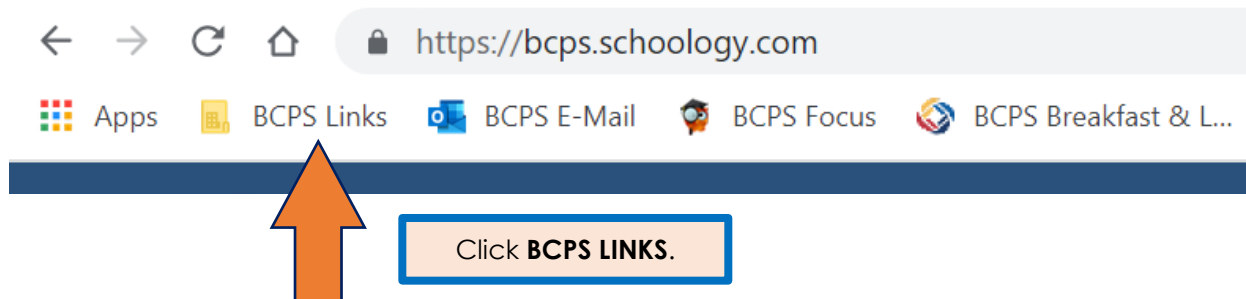 https://bcps.schoology.com
Apps BCPS Links BCPS E-Mail BCPS Focus BCPS Breakfast & L...
Click BCPS LINKS.